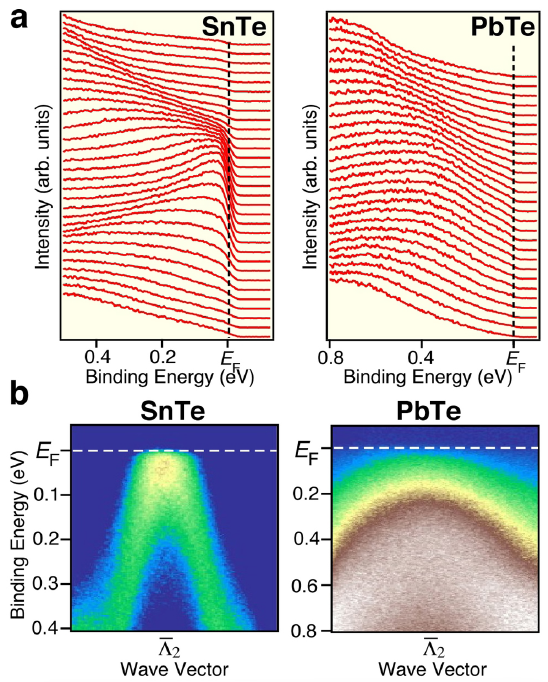 a
SnTe
PbTe
Intensity (arb. units)
Intensity (arb. units)
0.4
0.2
EF
Binding Energy (eV)
0.8
0.4
EF
Binding Energy (eV)
b
SnTe
PbTe
Binding Energy (eV)
EF
0.1
0.2
0.3
0.4
EF
0.2
0.4
0.6
0.8
Λ̅2
Wave Vector
Λ̅2
Wave Vector